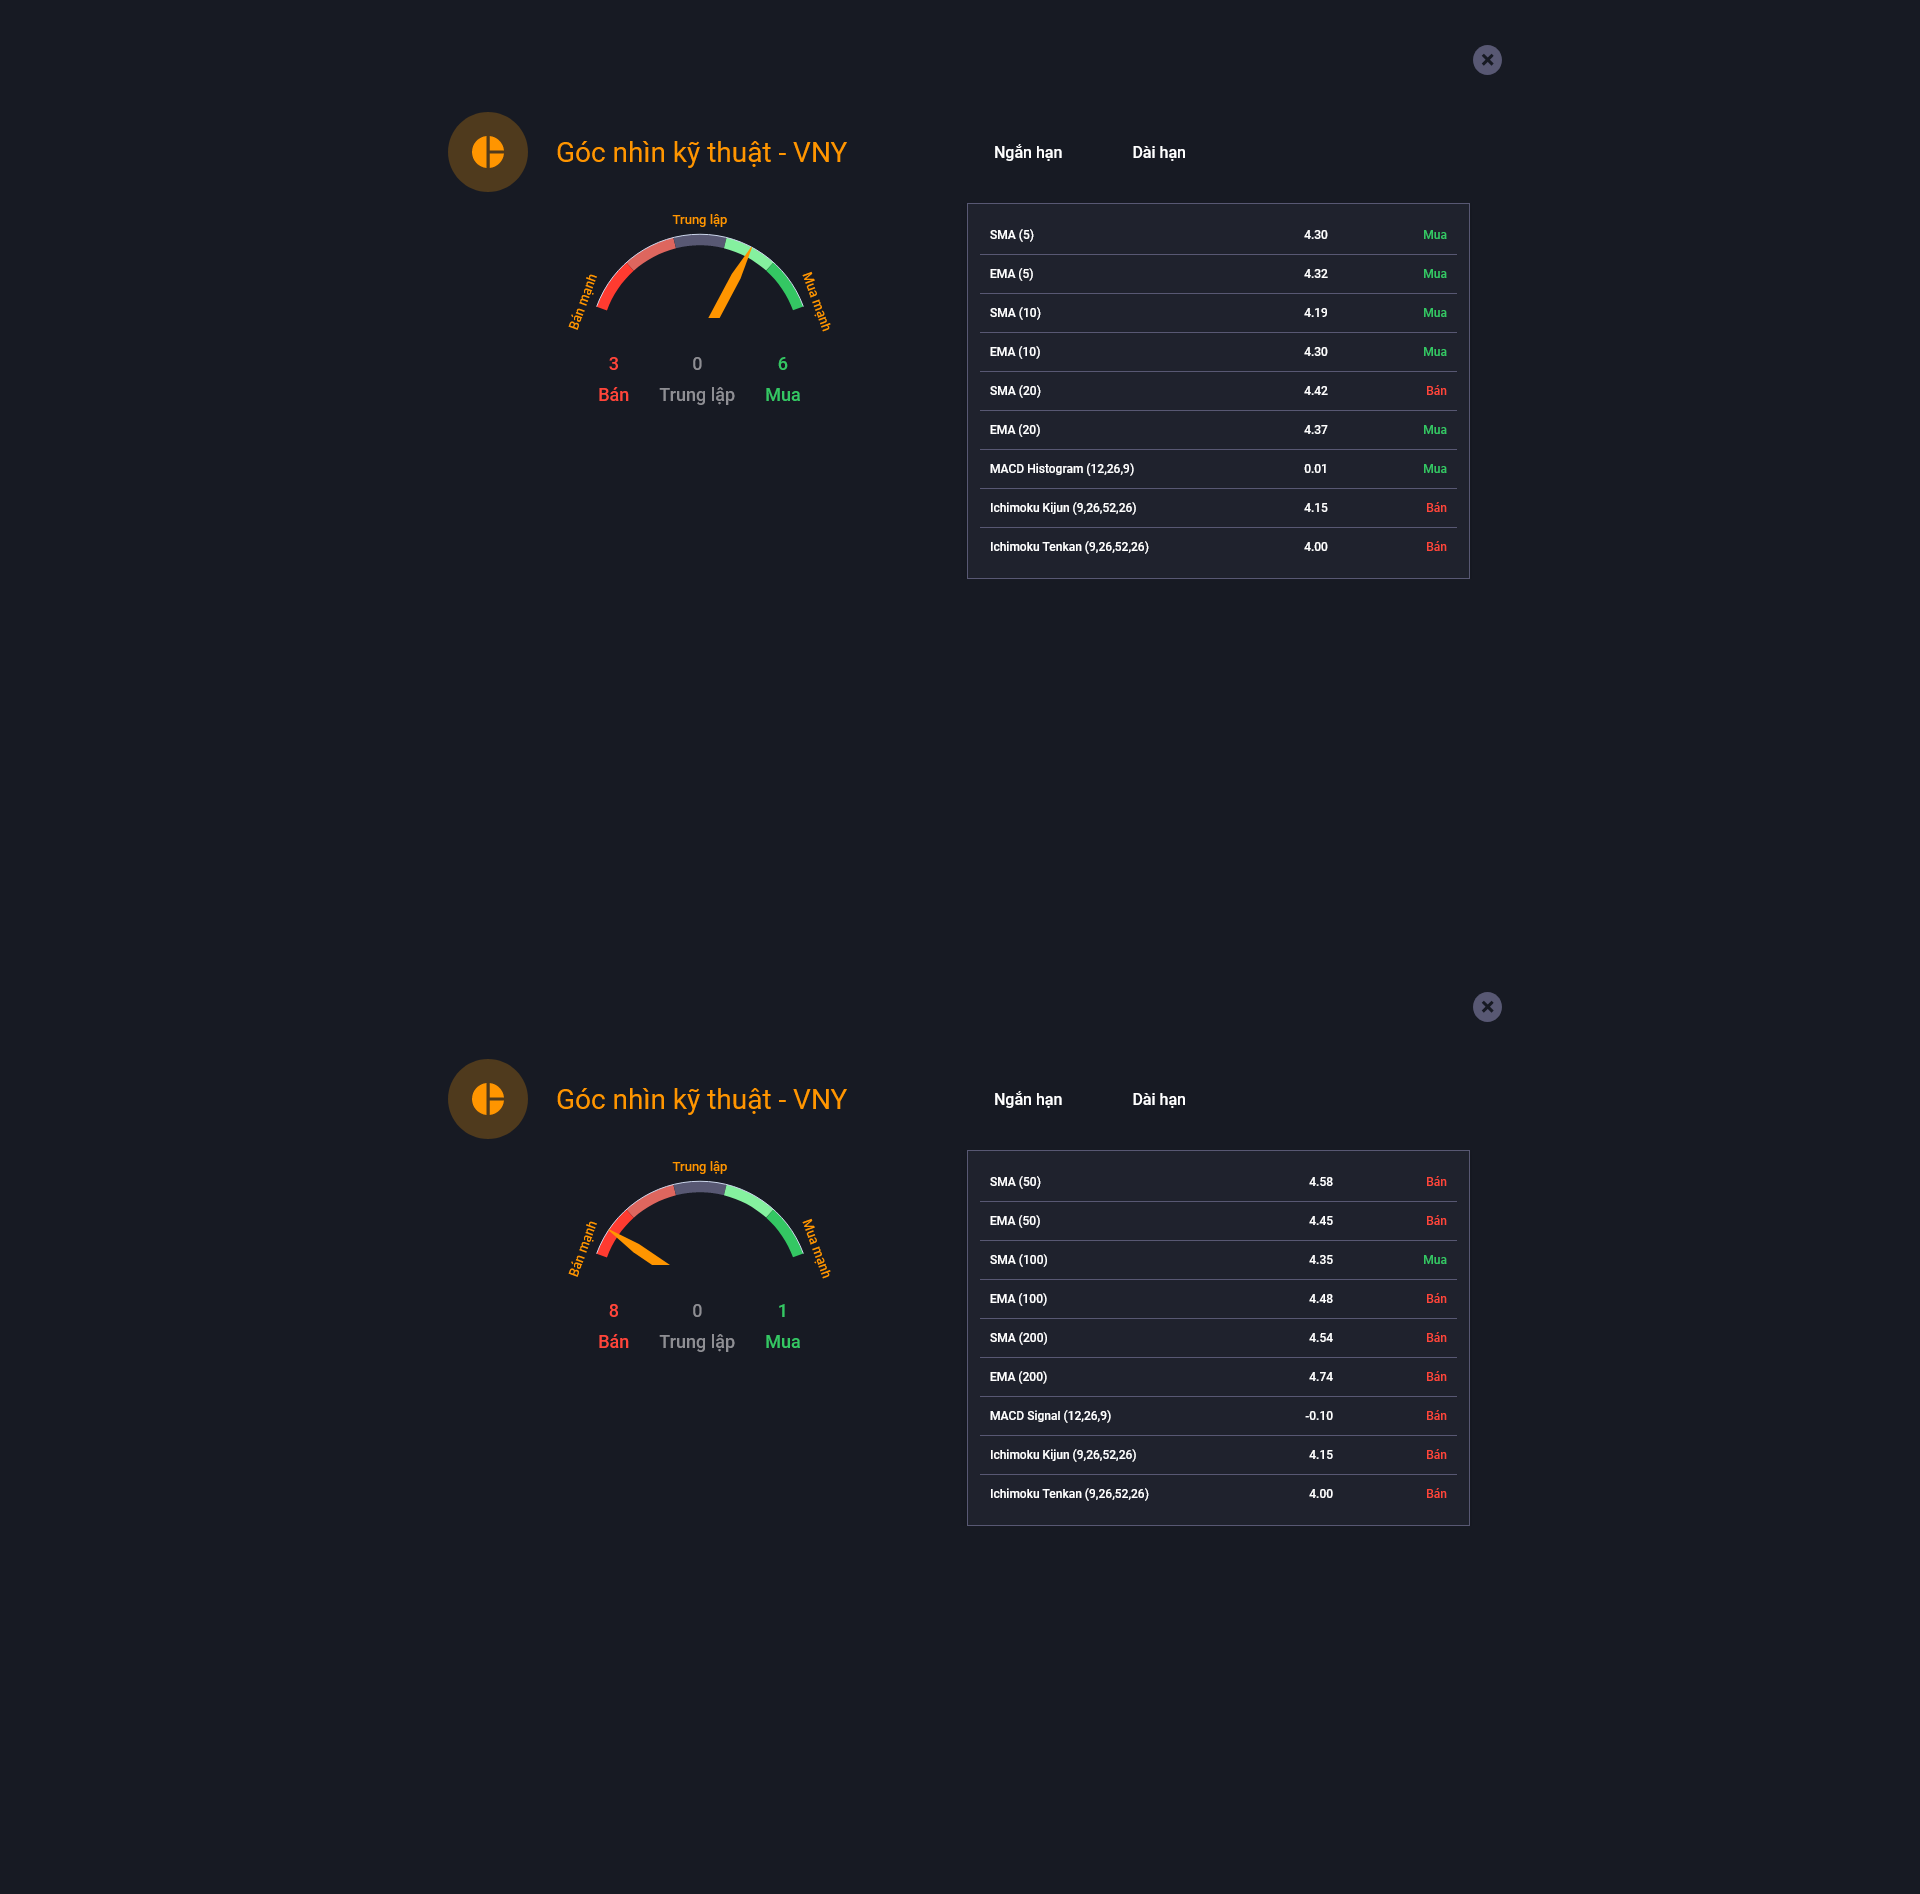 Góc nhìn kỹ thuật - VNY
Ngắn hạn Dài hạn
Trung lập
Bán mạnh
Mua mạnh
3 0 6
Bán Trung lập Mua
SMA (5) 4.30 Mua
EMA (5) 4.32 Mua
SMA (10) 4.19 Mua
EMA (10) 4.30 Mua
SMA (20) 4.42 Bán
EMA (20) 4.37 Mua
MACD Histogram (12,26,9) 0.01 Mua
Ichimoku Kijun (9,26,52,26) 4.15 Bán
Ichimoku Tenkan (9,26,52,26) 4.00 Bán
Góc nhìn kỹ thuật - VNY
Ngắn hạn Dài hạn
Trung lập
Bán mạnh
Mua mạnh
8 0 1
Bán Trung lập Mua
SMA (50) 4.58 Bán
EMA (50) 4.45 Bán
SMA (100) 4.35 Mua
EMA (100) 4.48 Bán
SMA (200) 4.54 Bán
EMA (200) 4.74 Bán
MACD Signal (12,26,9) -0.10 Bán
Ichimoku Kijun (9,26,52,26) 4.15 Bán
Ichimoku Tenkan (9,26,52,26) 4.00 Bán